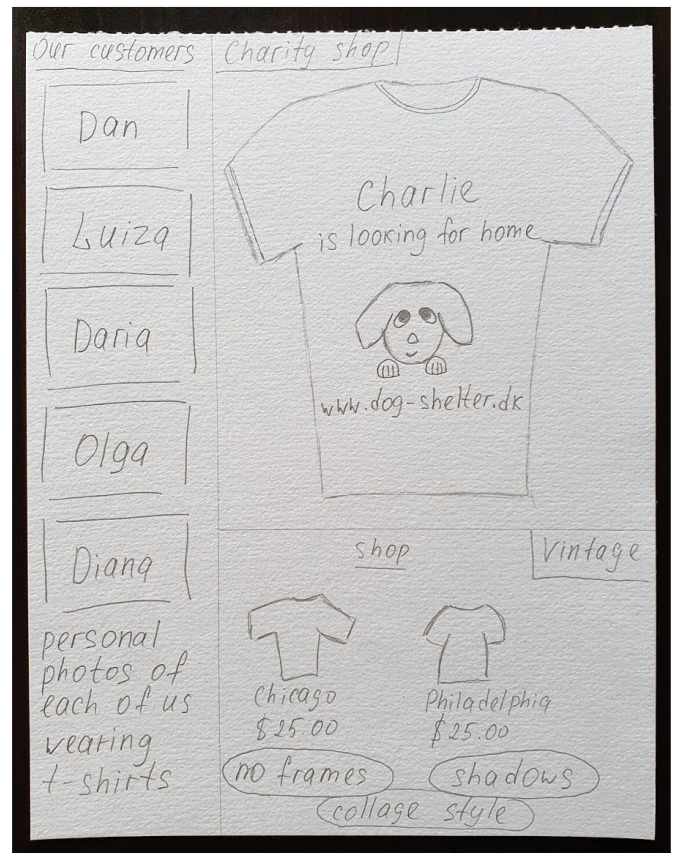 Our customers
Dan
Luiza
Daria
Olga
Diana
personal
photos of
each of us
wearing
t-shirts
Charity shop
Charlie
is looking for home
www.dog-shelter.dk
shop
Vintage
Chicago
$25.00
Philadelphia
$25.00
no frames
shadows
collage style